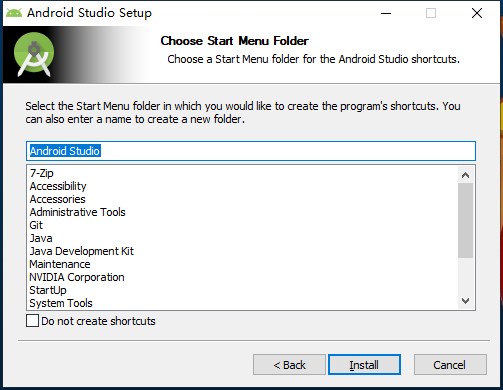 Android Studio Setup
Choose Start Menu Folder
Choose a Start Menu folder for the Android Studio shortcuts.
Select the Start Menu folder in which you would like to create the program's shortcuts. You
can also enter a name to create a new folder.
Android Studio
7-Zip
Accessibility
Accessories
Administrative Tools
Git
Java
Java Development Kit
Maintenance
NVIDIA Corporation
StartUp
System Tools
Do not create shortcuts
< Back
Install
Cancel